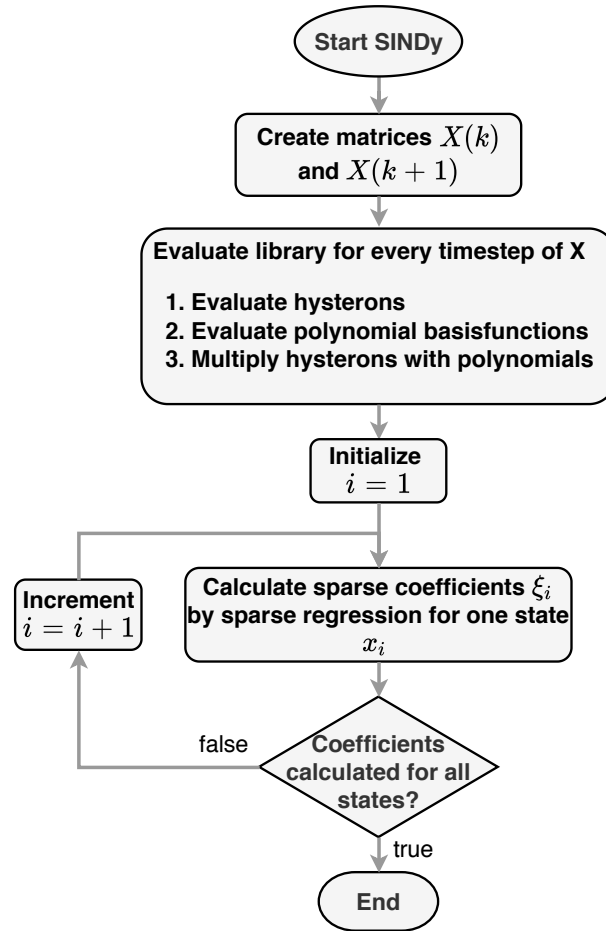 Start SINDy
Create matrices X(k)
and X(k + 1)
Evaluate library for every timestep of X
1. Evaluate hysterons
2. Evaluate polynomial basisfunctions
3. Multiply hysterons with polynomials
Initialize
i = 1
Increment
i = i + 1
Calculate sparse coefficients ξᵢ
by sparse regression for one state
xᵢ
false
Coefficients
calculated for all
states?
true
End